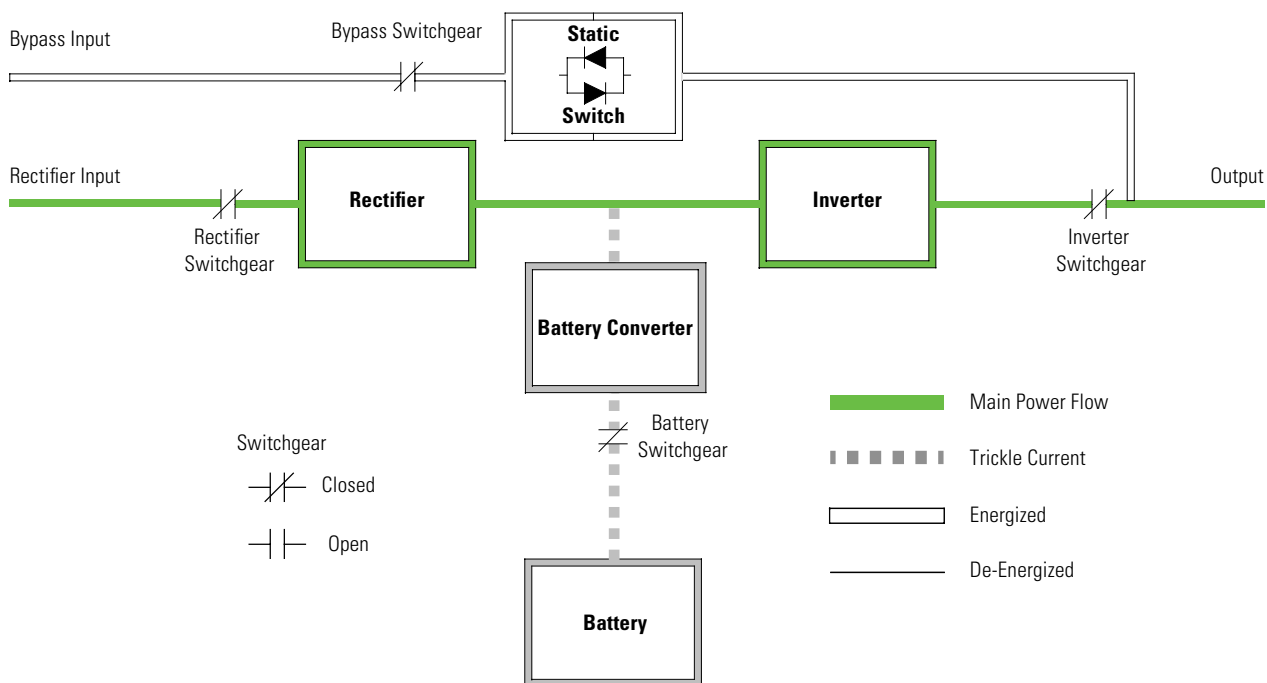 Bypass Input
Bypass Switchgear
Static
Switch
Rectifier Input
Rectifier
Inverter
Output
Rectifier
Switchgear
Inverter
Switchgear
Battery Converter
Battery
Switchgear
Switchgear
Closed
Open
Main Power Flow
Trickle Current
Energized
De-Energized
Battery